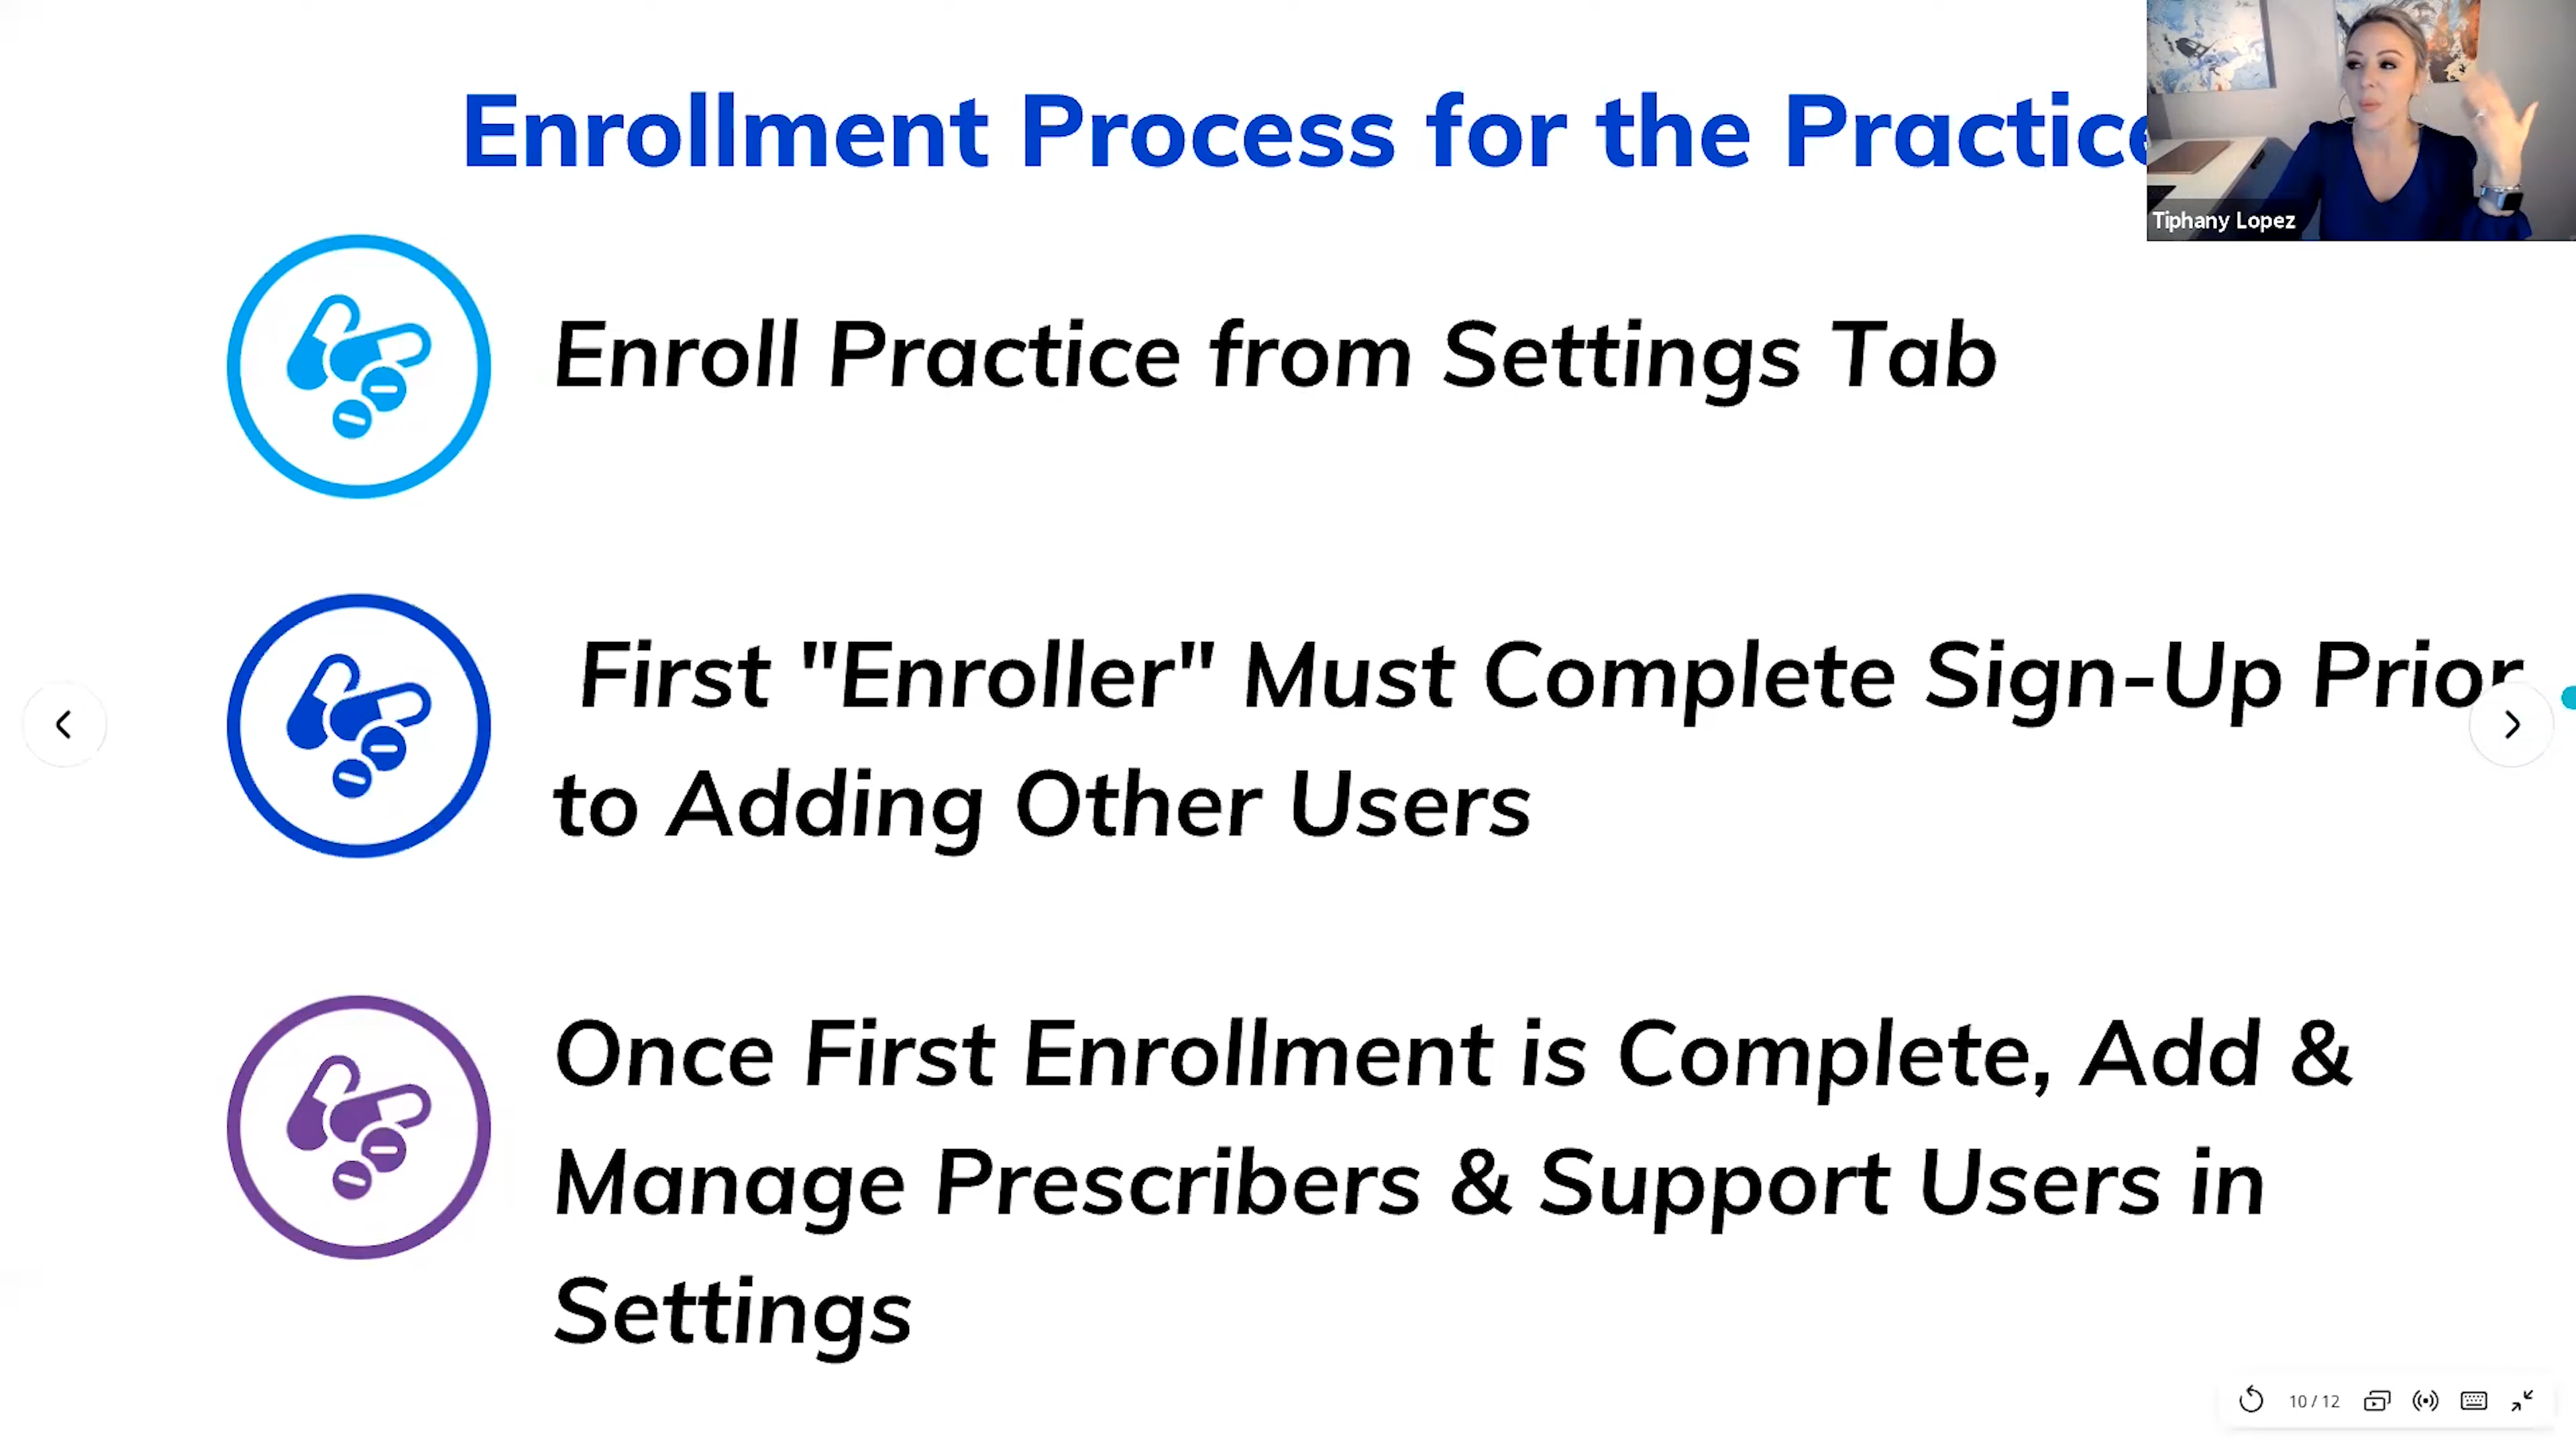 Enrollment Process for the Practice
Tiphany Lopez
Enroll Practice from Settings Tab
First "Enroller" Must Complete Sign-Up Prior
to Adding Other Users
Once First Enrollment is Complete, Add &
Manage Prescribers & Support Users in
Settings
10 / 12